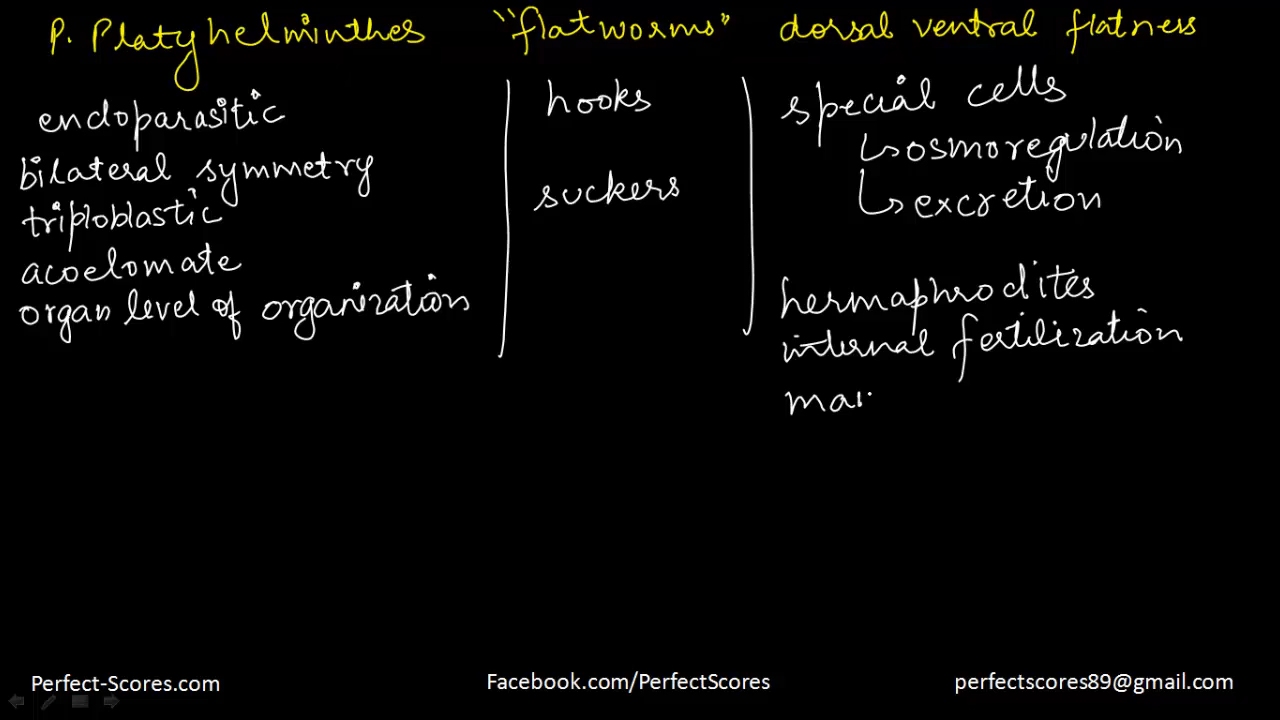 P. Platyhelminthes "flatworms" dorsal ventral flatness
endoparasitic
bilateral symmetry
triploblastic
acoelomate
organ level of organization
hooks
suckers
special cells
↳ osmoregulation
↳ excretion
hermaphrodites
internal fertilization
mar
Perfect-Scores.com
Facebook.com/PerfectScores
perfectscores89@gmail.com